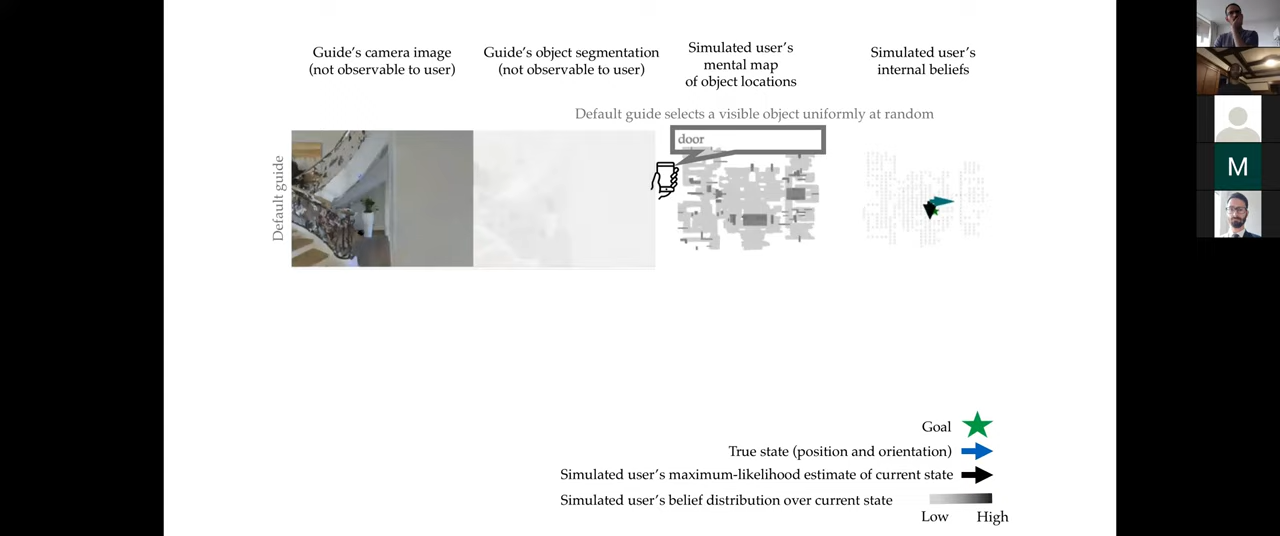 Guide's camera image
(not observable to user)
Guide's object segmentation
(not observable to user)
Simulated user's
mental map
of object locations
Simulated user's
internal beliefs
Default guide selects a visible object uniformly at random
Default guide
door
Goal
True state (position and orientation)
Simulated user's maximum-likelihood estimate of current state
Simulated user's belief distribution over current state
Low
High
M